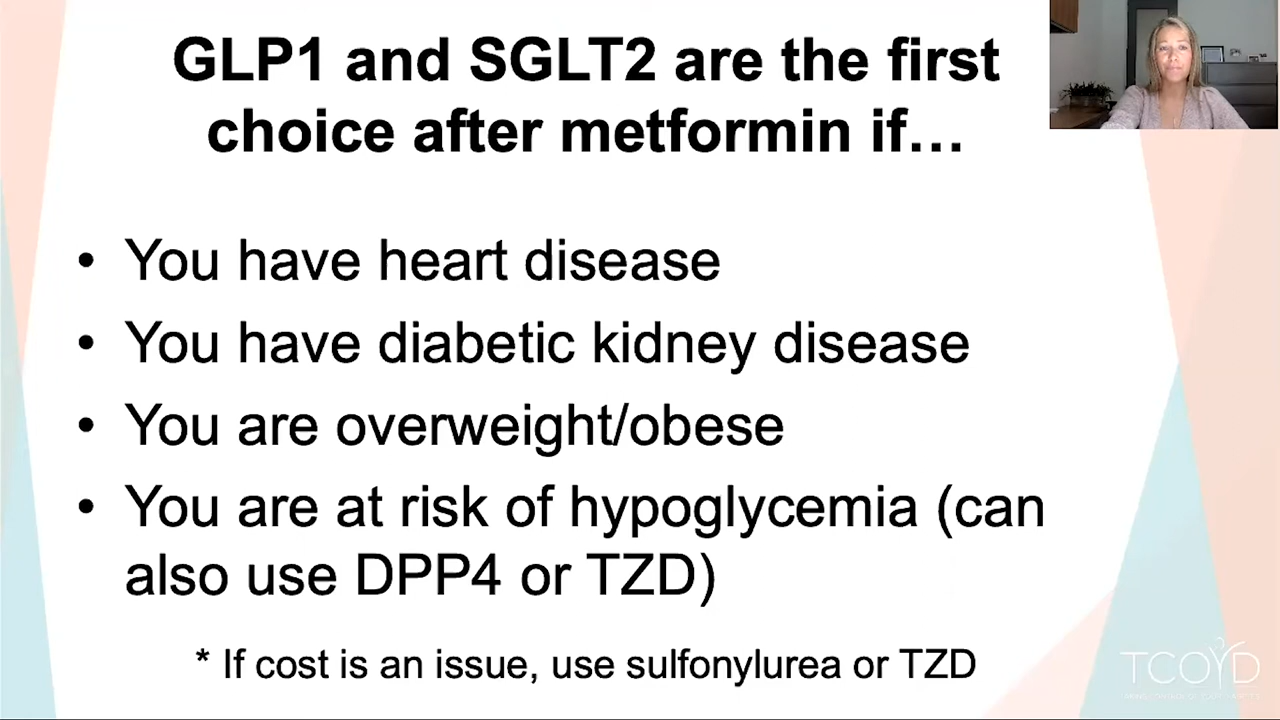 GLP1 and SGLT2 are the first
choice after metformin if…
• You have heart disease
• You have diabetic kidney disease
• You are overweight/obese
• You are at risk of hypoglycemia (can
also use DPP4 or TZD)
* If cost is an issue, use sulfonylurea or TZD
TCOYD